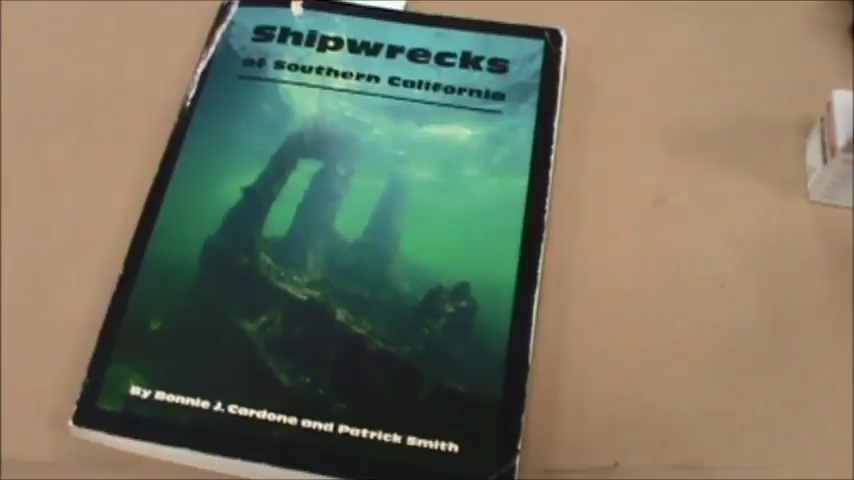 Shipwrecks
of Southern California
By Bonnie J. Cardone and Patrick Smith